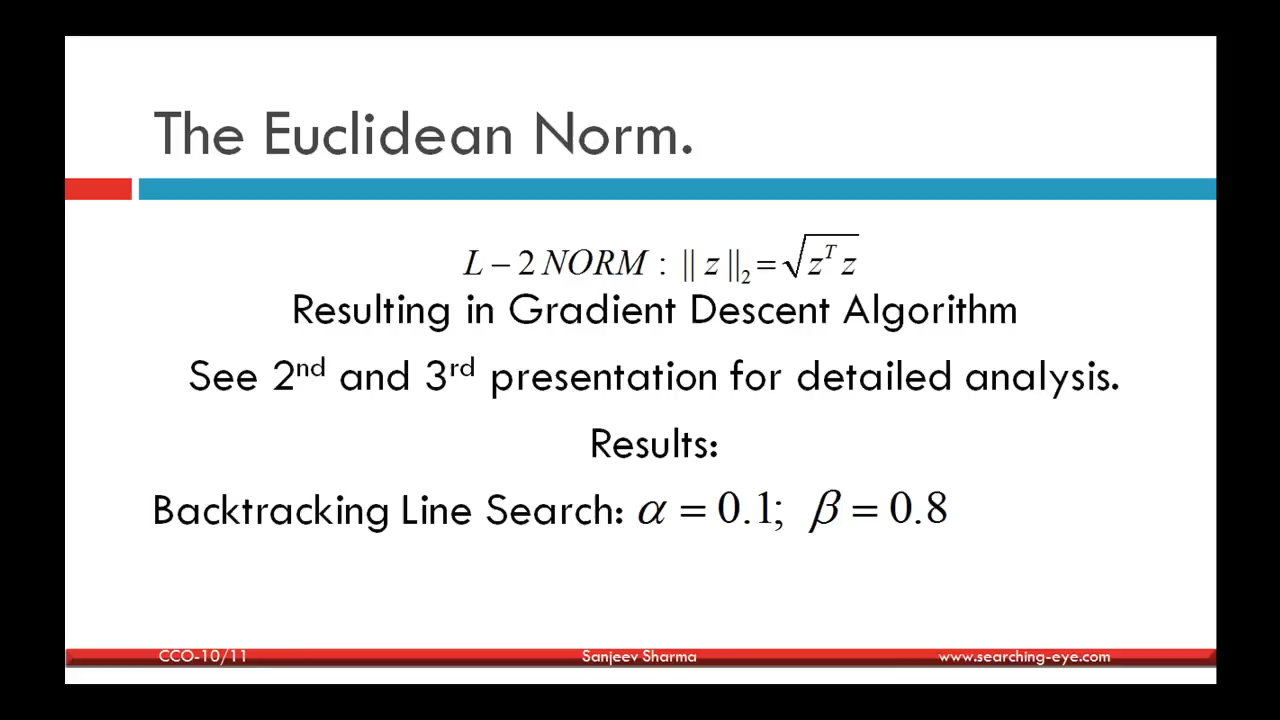 The Euclidean Norm.
L – 2 NORM : || z ||₂ = √zᵀ z
Resulting in Gradient Descent Algorithm
See 2nd and 3rd presentation for detailed analysis.
Results:
Backtracking Line Search: α = 0.1; β = 0.8
CCO-10/11 Sanjeev Sharma www.searching-eye.com